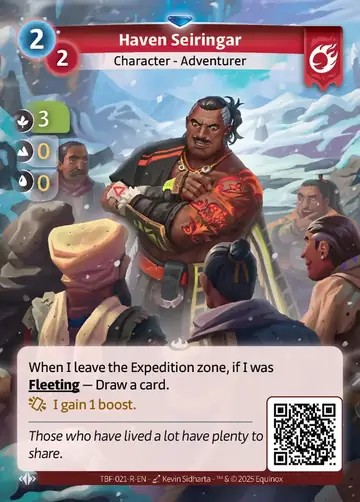 2
2
Haven Seiringar
Character - Adventurer
3
0
0
When I leave the Expedition zone, if I was
Fleeting — Draw a card.
I gain 1 boost.
Those who have lived a lot have plenty to
share.
TBF-021-R-EN - Kevin Sidharta - ™ & © 2025 Equinox